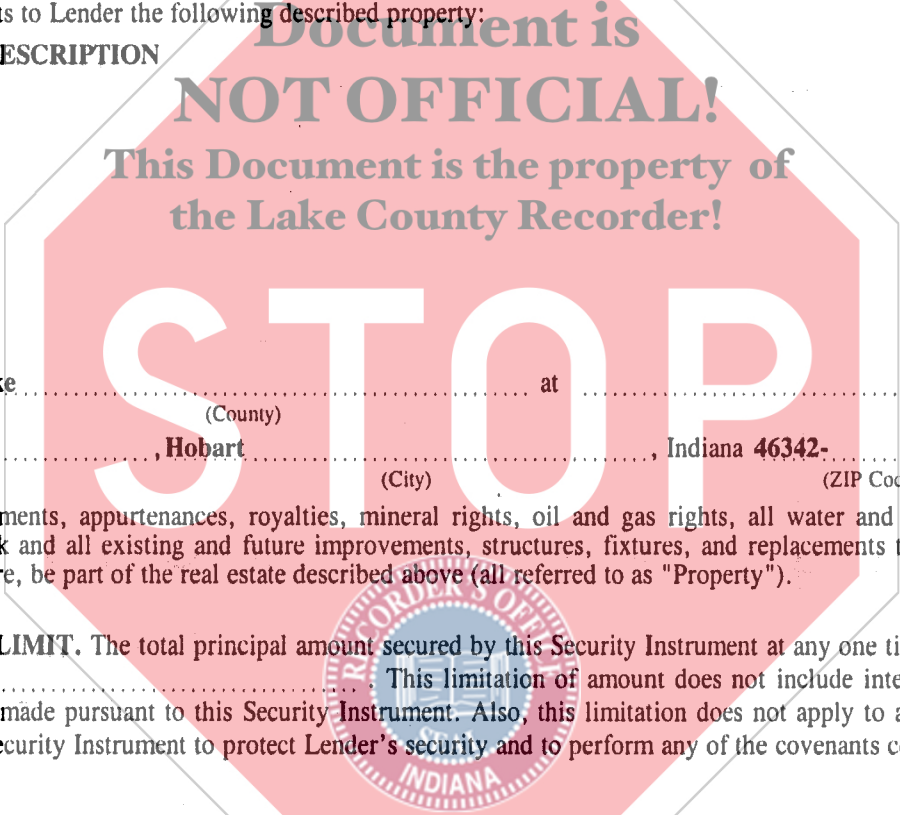 ts to Lender the following described property:
Document is
ESCRIPTION
NOT OFFICIAL!
This Document is the property of
the Lake County Recorder!
STOP
ke .................... at ....................
(County)
...................., Hobart ...................., Indiana 46342-..........
(City) (ZIP Coc
ments, appurtenances, royalties, mineral rights, oil and gas rights, all water and
k and all existing and future improvements, structures, fixtures, and replacements t
re, be part of the real estate described above (all referred to as "Property").
LIMIT. The total principal amount secured by this Security Instrument at any one ti
.................... . This limitation of amount does not include inte
made pursuant to this Security Instrument. Also, this limitation does not apply to a
ecurity Instrument to protect Lender's security and to perform any of the covenants c
RECORDER'S OFFICE
SEAL
INDIANA